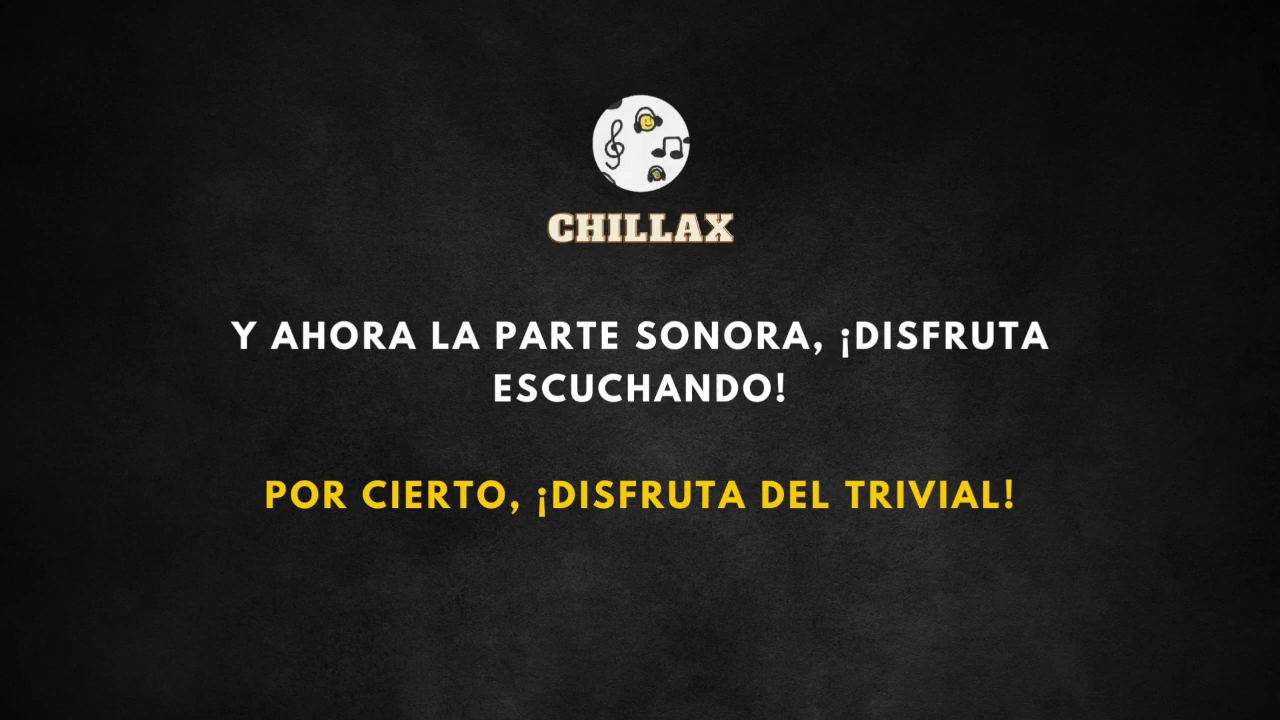 CHILLAX
Y AHORA LA PARTE SONORA, ¡DISFRUTA
ESCUCHANDO!
POR CIERTO, ¡DISFRUTA DEL TRIVIAL!